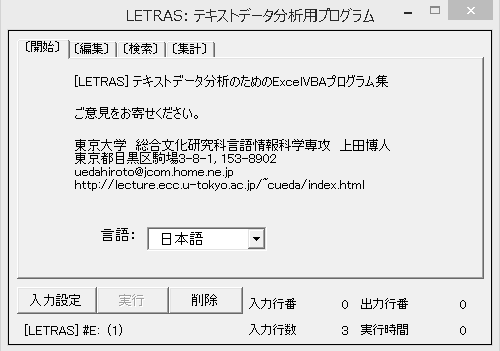 LETRAS: テキストデータ分析用プログラム
〔開始〕 〔編集〕 〔検索〕 〔集計〕
[LETRAS] テキストデータ分析のためのExcelVBAプログラム集
ご意見をお寄せください。
東京大学　総合文化研究科言語情報科学専攻　上田博人
東京都目黒区駒場3-8-1, 153-8902
uedahiroto@jcom.home.ne.jp
http://lecture.ecc.u-tokyo.ac.jp/~cueda/index.html
言語： 日本語
入力設定 実行 削除 入力行番 0 出力行番 0
[LETRAS] #E: (1) 入力行数 3 実行時間 0